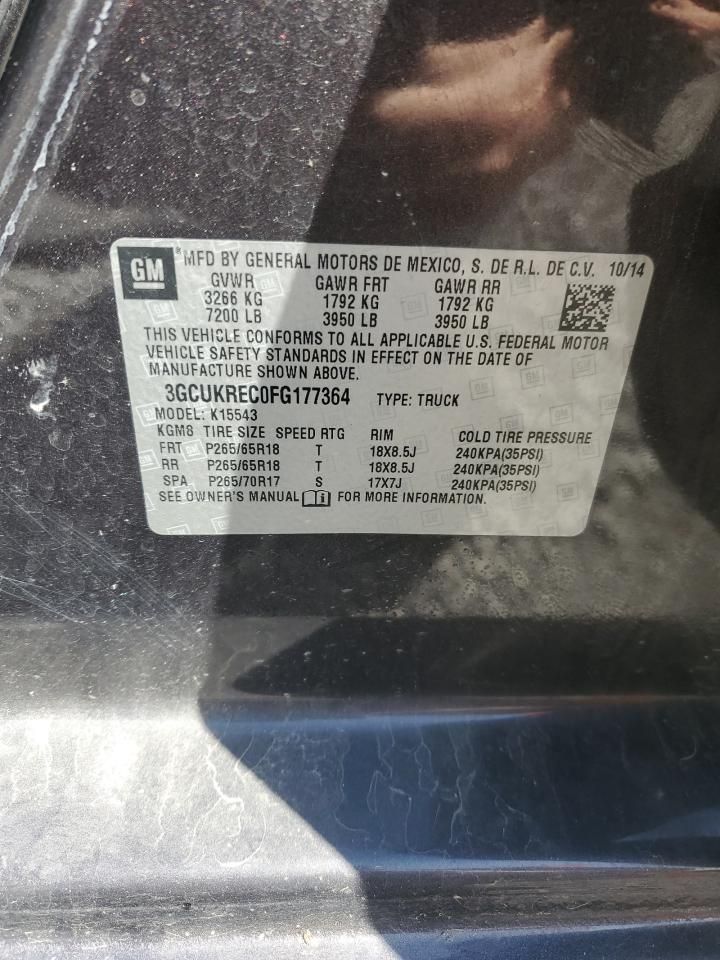 GM MFD BY GENERAL MOTORS DE MEXICO, S. DE R.L. DE C.V. 10/14
GVWR GAWR FRT GAWR RR
3266 KG 1792 KG 1792 KG
7200 LB 3950 LB 3950 LB
THIS VEHICLE CONFORMS TO ALL APPLICABLE U.S. FEDERAL MOTOR
VEHICLE SAFETY STANDARDS IN EFFECT ON THE DATE OF
MANUFACTURE SHOWN ABOVE.
3GCUKREC0FG177364 TYPE: TRUCK
MODEL: K15543
KGM8 TIRE SIZE SPEED RTG RIM COLD TIRE PRESSURE
FRT P265/65R18 T 18X8.5J 240KPA(35PSI)
RR P265/65R18 T 18X8.5J 240KPA(35PSI)
SPA P265/70R17 S 17X7J 240KPA(35PSI)
SEE OWNER'S MANUAL FOR MORE INFORMATION.